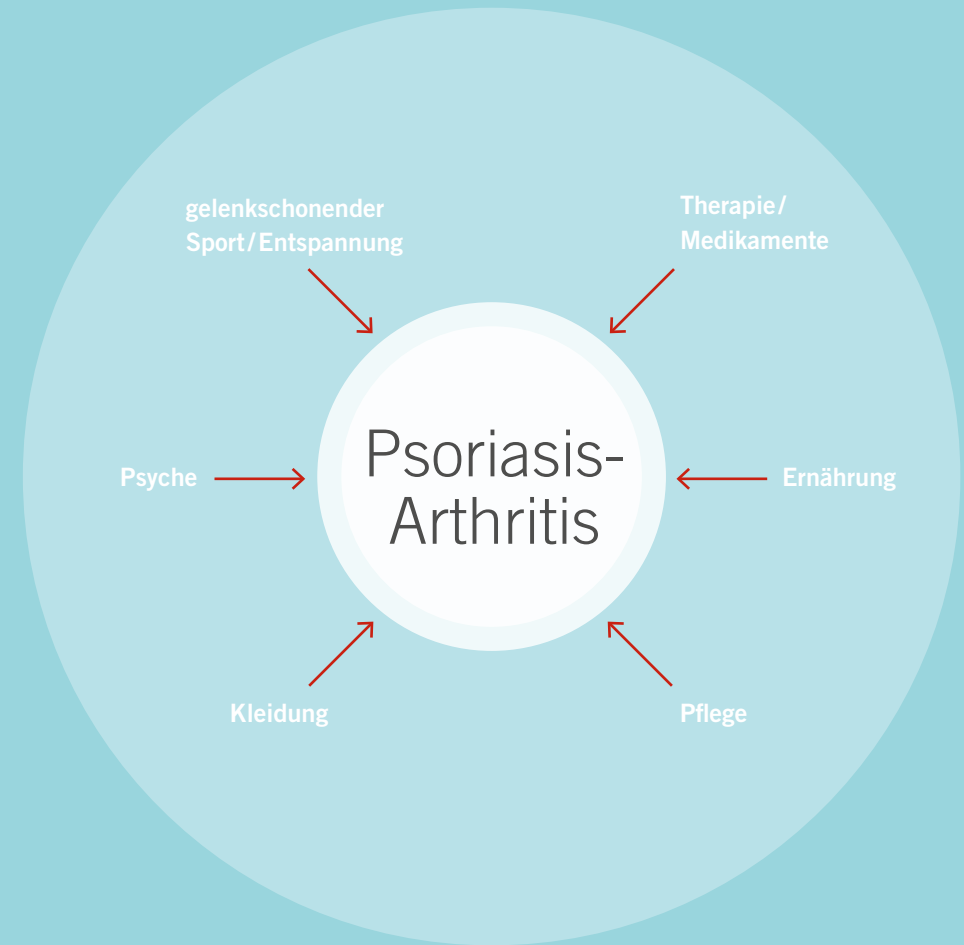 gelenkschonender
Sport/Entspannung
Therapie/
Medikamente
Psoriasis-
Arthritis
Psyche
Ernährung
Kleidung
Pflege